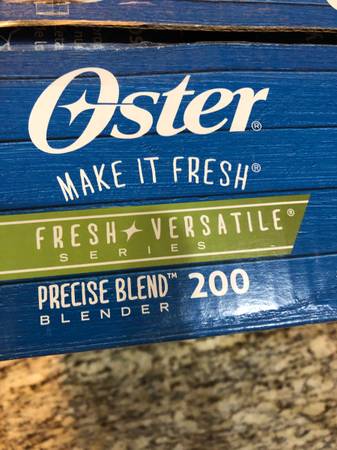 Oster®
MAKE IT FRESH®
FRESH VERSATILE®
SERIES
PRECISE BLEND™ 200
BLENDER